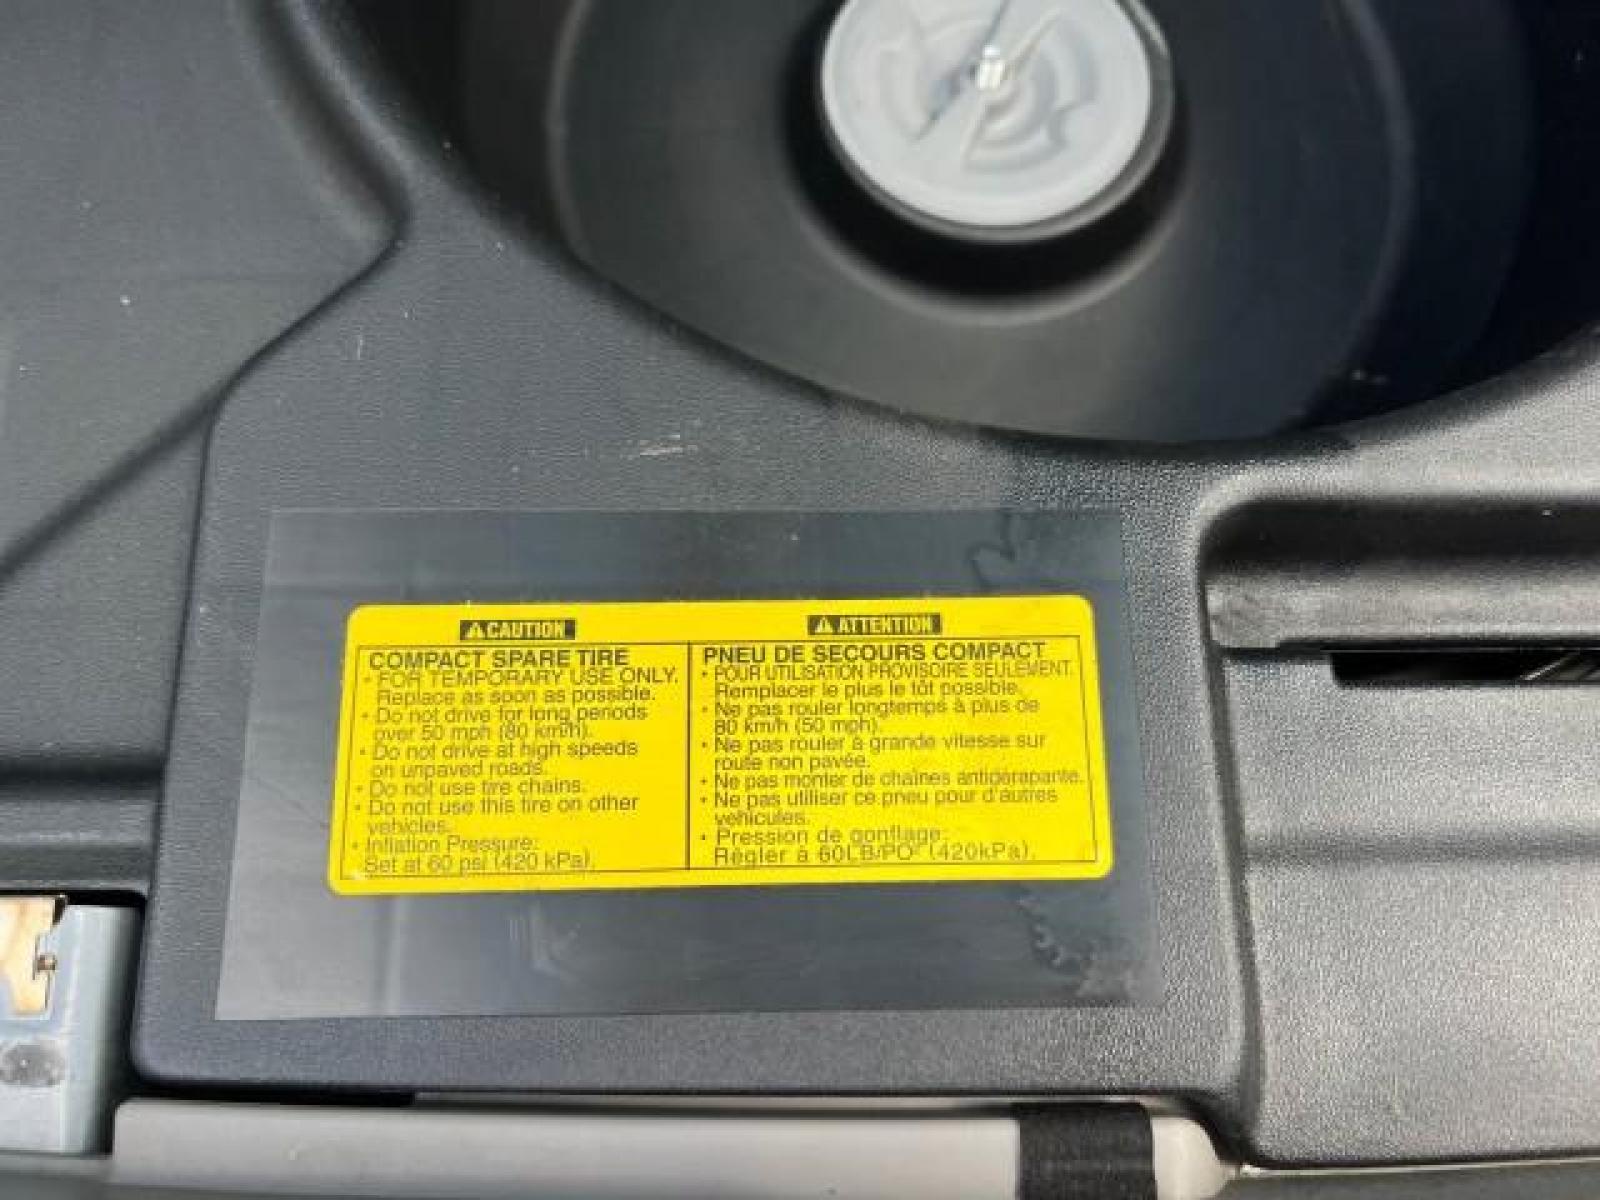 CAUTION
COMPACT SPARE TIRE
• FOR TEMPORARY USE ONLY.
Replace as soon as possible.
• Do not drive for long periods
over 50 mph (80 km/h).
• Do not drive at high speeds
on unpaved roads.
• Do not use tire chains.
• Do not use this tire on other
vehicles.
• Inflation Pressure:
Set at 60 psi (420 kPa).
ATTENTION
PNEU DE SECOURS COMPACT
• POUR UTILISATION PROVISOIRE SEULEMENT.
Remplacer le plus le tôt possible.
• Ne pas rouler longtemps à plus de
80 km/h (50 mph).
• Ne pas rouler à grande vitesse sur
route non pavée.
• Ne pas monter de chaînes antidérapante.
• Ne pas utiliser ce pneu pour d'autres
vehicules.
• Pression de gonflage:
Régler à 60LB/PO² (420kPa).